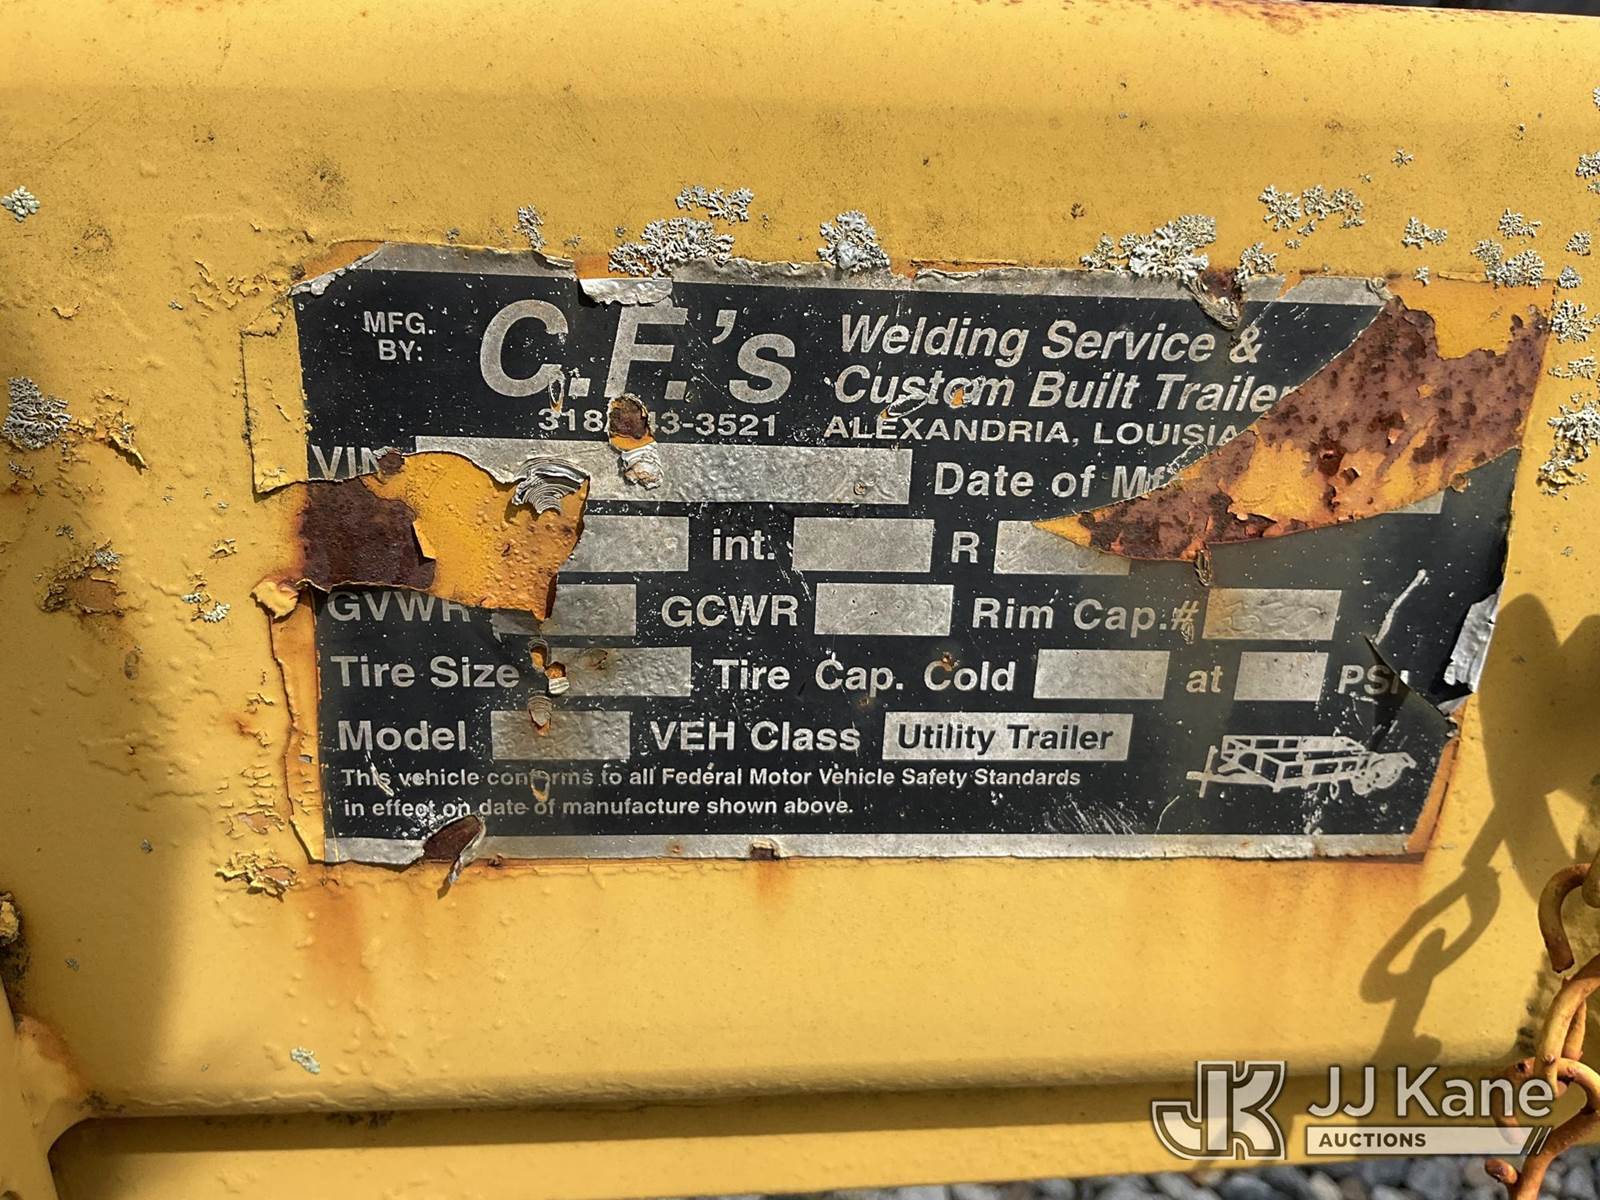 MFG.
BY:
C.F.'s
Welding Service &
Custom Built Trailer
3521
ALEXANDRIA,
Date of
int.
R
GVWR
GCWR
Rim Cap.#
Tire Size
Tire Cap. Cold
at
PSI
Model
VEH Class
Utility Trailer
This vehicle conforms to all Federal Motor Vehicle Safety Standards
in effect on date of manufacture shown above.
JK
JJ Kane
AUCTIONS